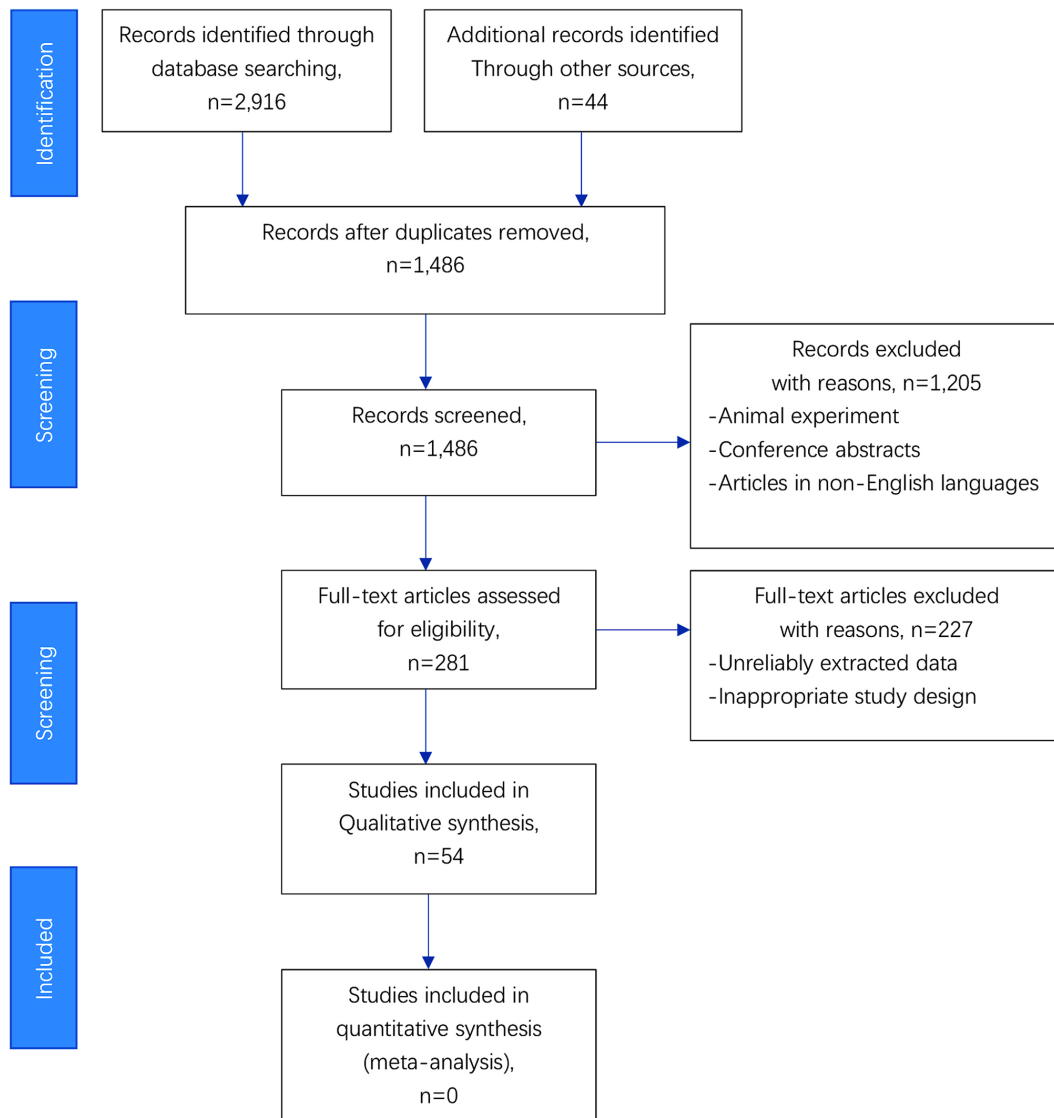 Identification
Records identified through
database searching,
n=2,916
Additional records identified
Through other sources,
n=44
Records after duplicates removed,
n=1,486
Screening
Records screened,
n=1,486
Records excluded
with reasons, n=1,205
-Animal experiment
-Conference abstracts
-Articles in non-English languages
Screening
Full-text articles assessed
for eligibility,
n=281
Full-text articles excluded
with reasons, n=227
-Unreliably extracted data
-Inappropriate study design
Studies included in
Qualitative synthesis,
n=54
Included
Studies included in
quantitative synthesis
(meta-analysis),
n=0